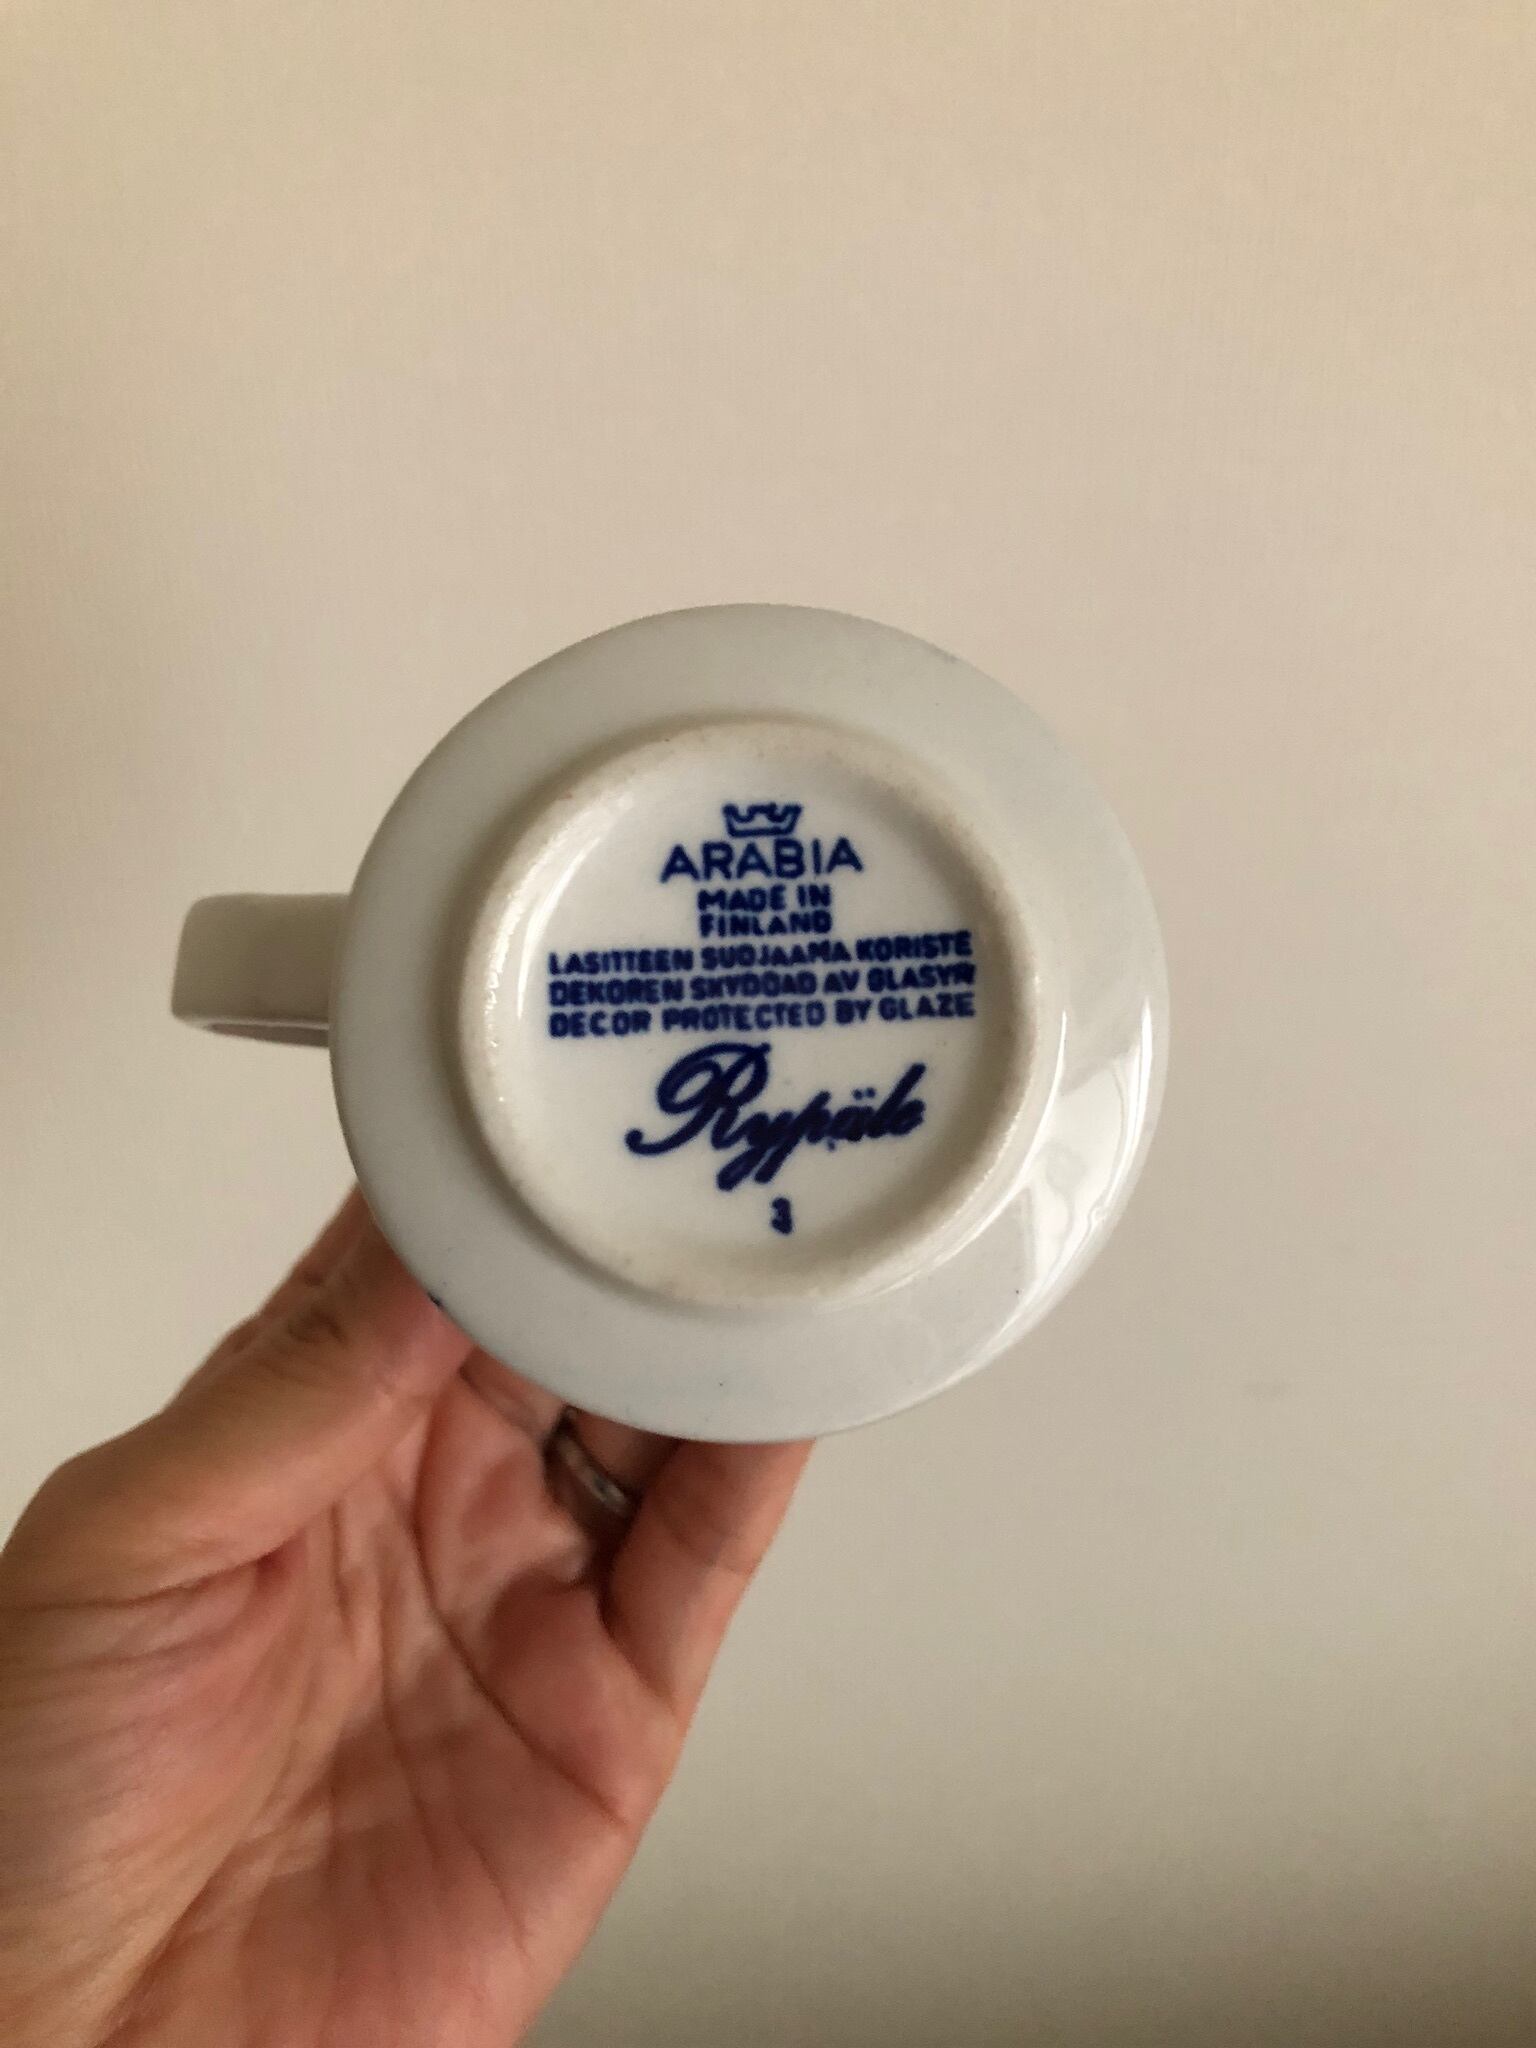 ARABIA
MADE IN
FINLAND
LASITTEEN SUOJAAMA KORISTE
DEKOREN SKYDDAD AV GLASYR
DECOR PROTECTED BY GLAZE
Rypäle
3